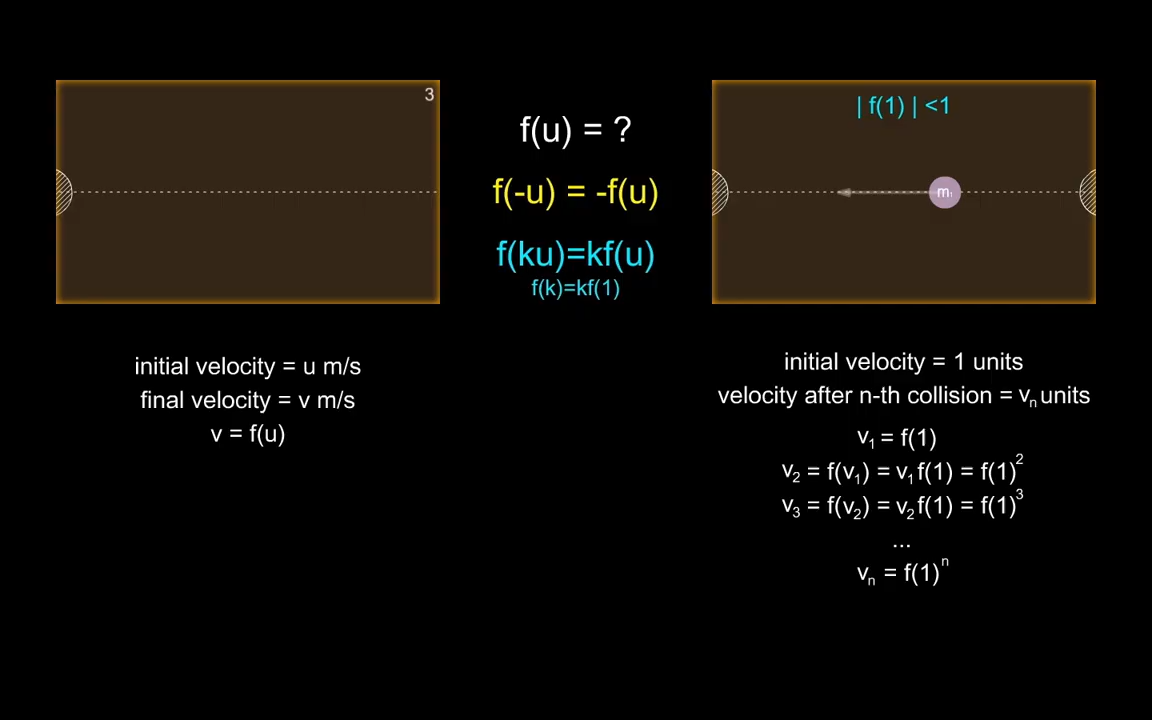 3
f(u) = ?
f(-u) = -f(u)
f(ku)=kf(u)
f(k)=kf(1)
| f(1) | <1
m₁
initial velocity = u m/s
final velocity = v m/s
v = f(u)
initial velocity = 1 units
velocity after n-th collision = vₙ units
v₁ = f(1)
v₂ = f(v₁) = v₁ f(1) = f(1)²
v₃ = f(v₂) = v₂ f(1) = f(1)³
...
vₙ = f(1)ⁿ